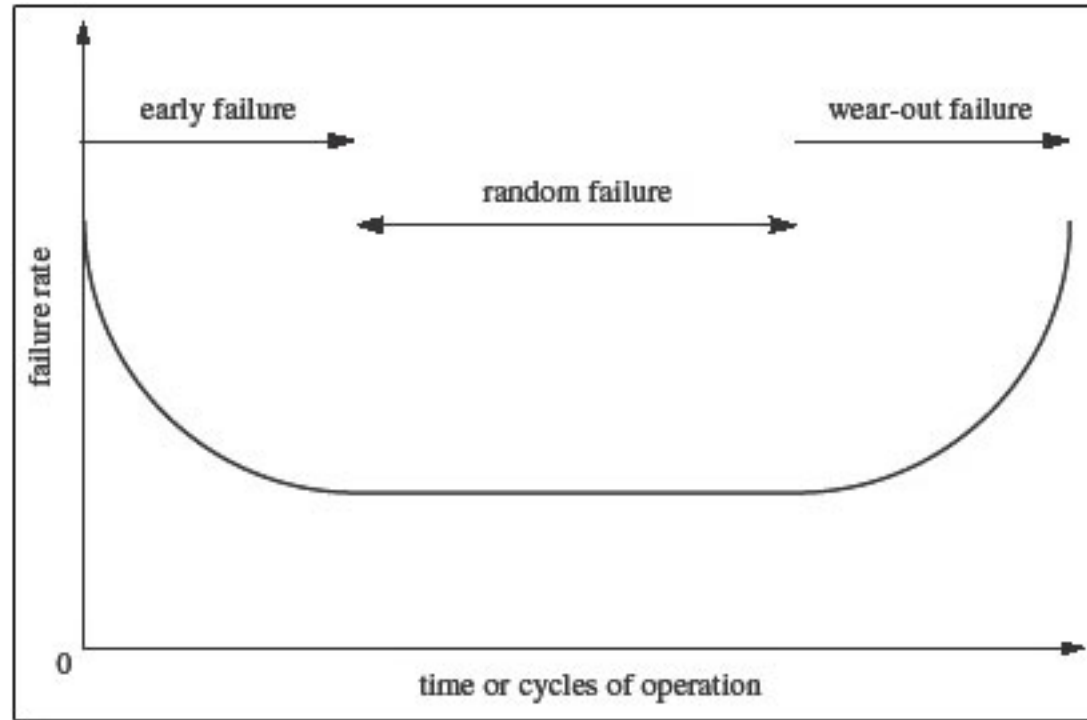 early failure
wear-out failure
random failure
failure rate
0
time or cycles of operation